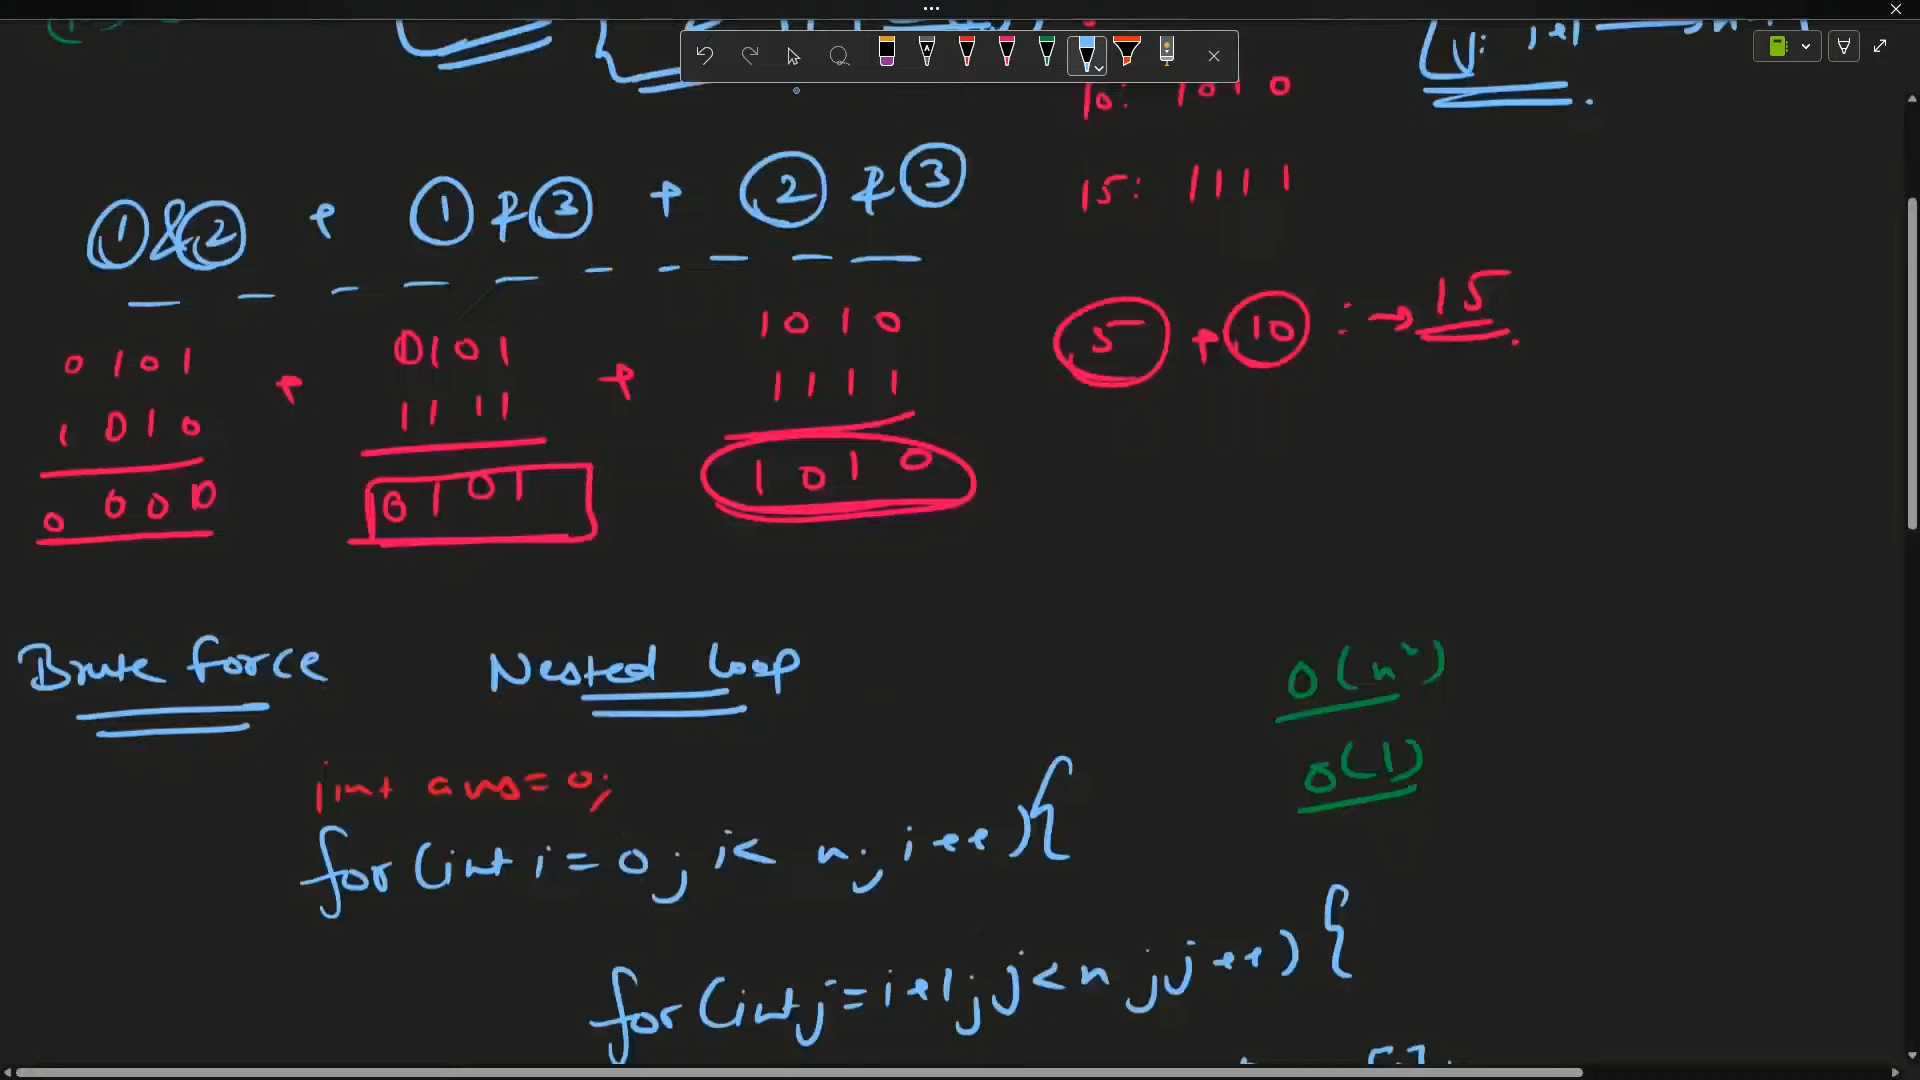 10: 1010
① & ② + ① & ③ + ② & ③
15: 1111
5 + 10 : → 15
0101 + 0101 + 1010
1010 1111 1111
0000 0101 1010
Brute force Nested loop
O(n²)
O(1)
int ans = 0;
for(int i = 0; i < n; i++){
for(int j = i+1; j < n; j++){